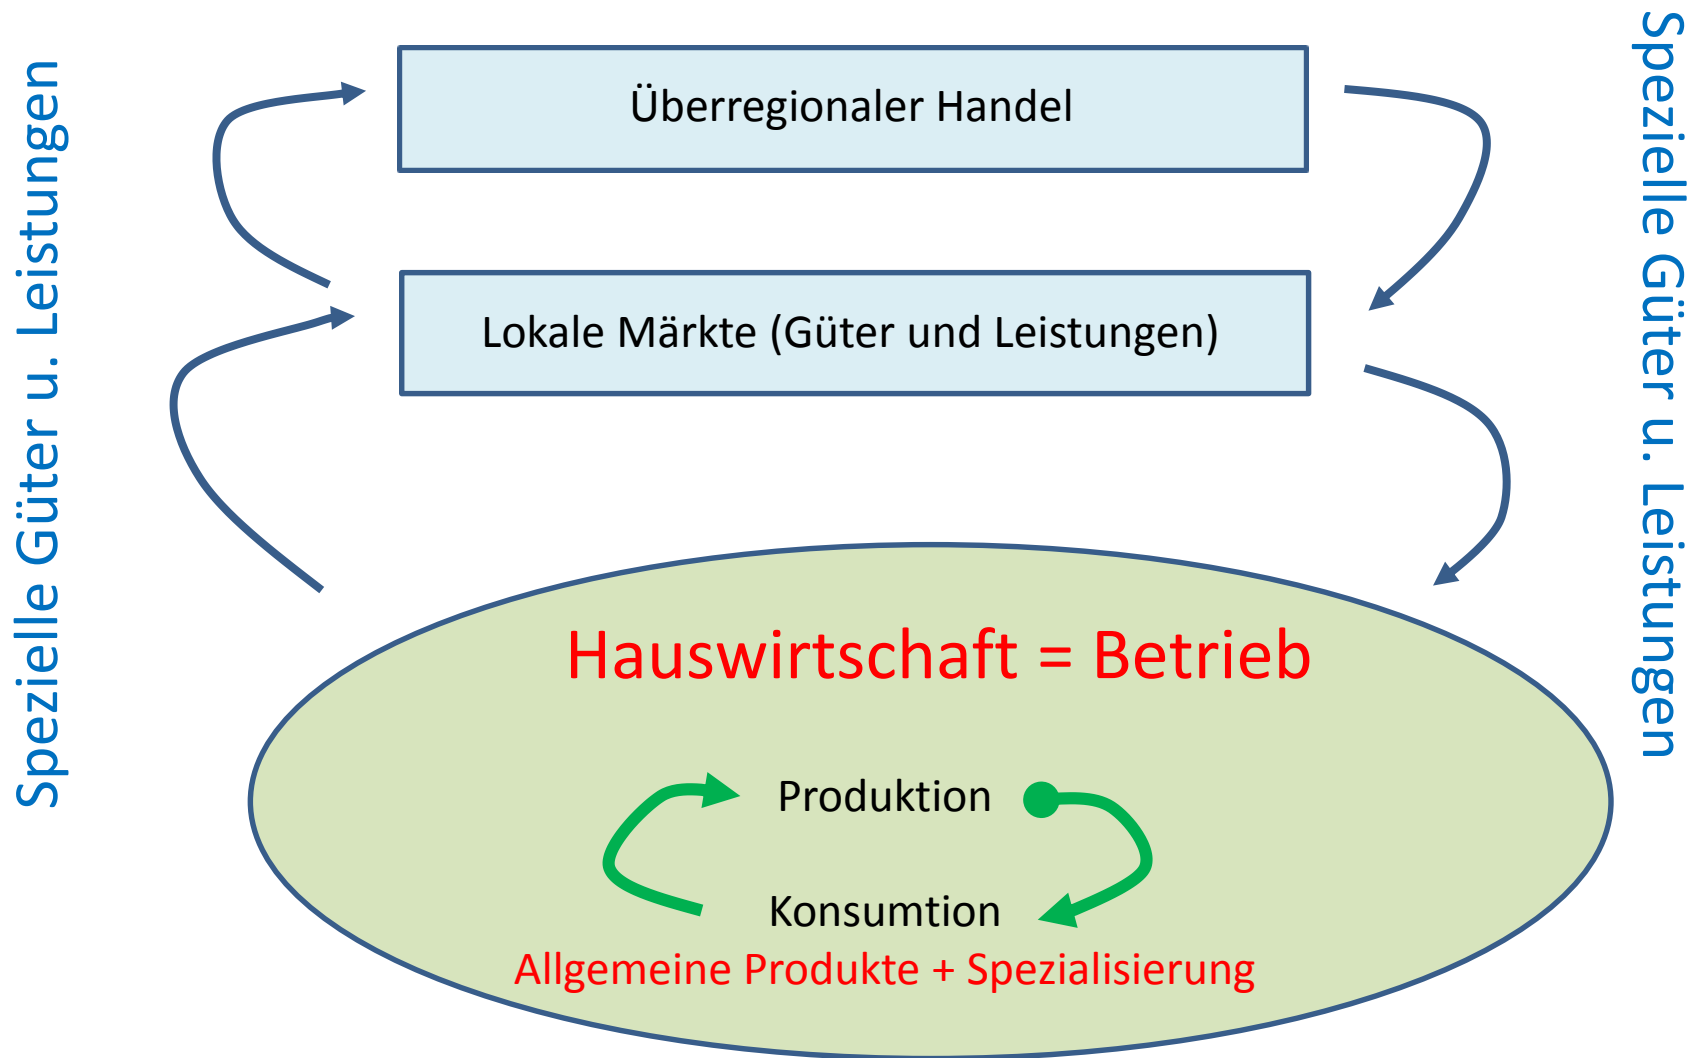 Spezielle Güter u. Leistungen
Überregionaler Handel
Spezielle Güter u. Leistungen
Lokale Märkte (Güter und Leistungen)
Hauswirtschaft = Betrieb
Produktion
Konsumtion
Allgemeine Produkte + Spezialisierung